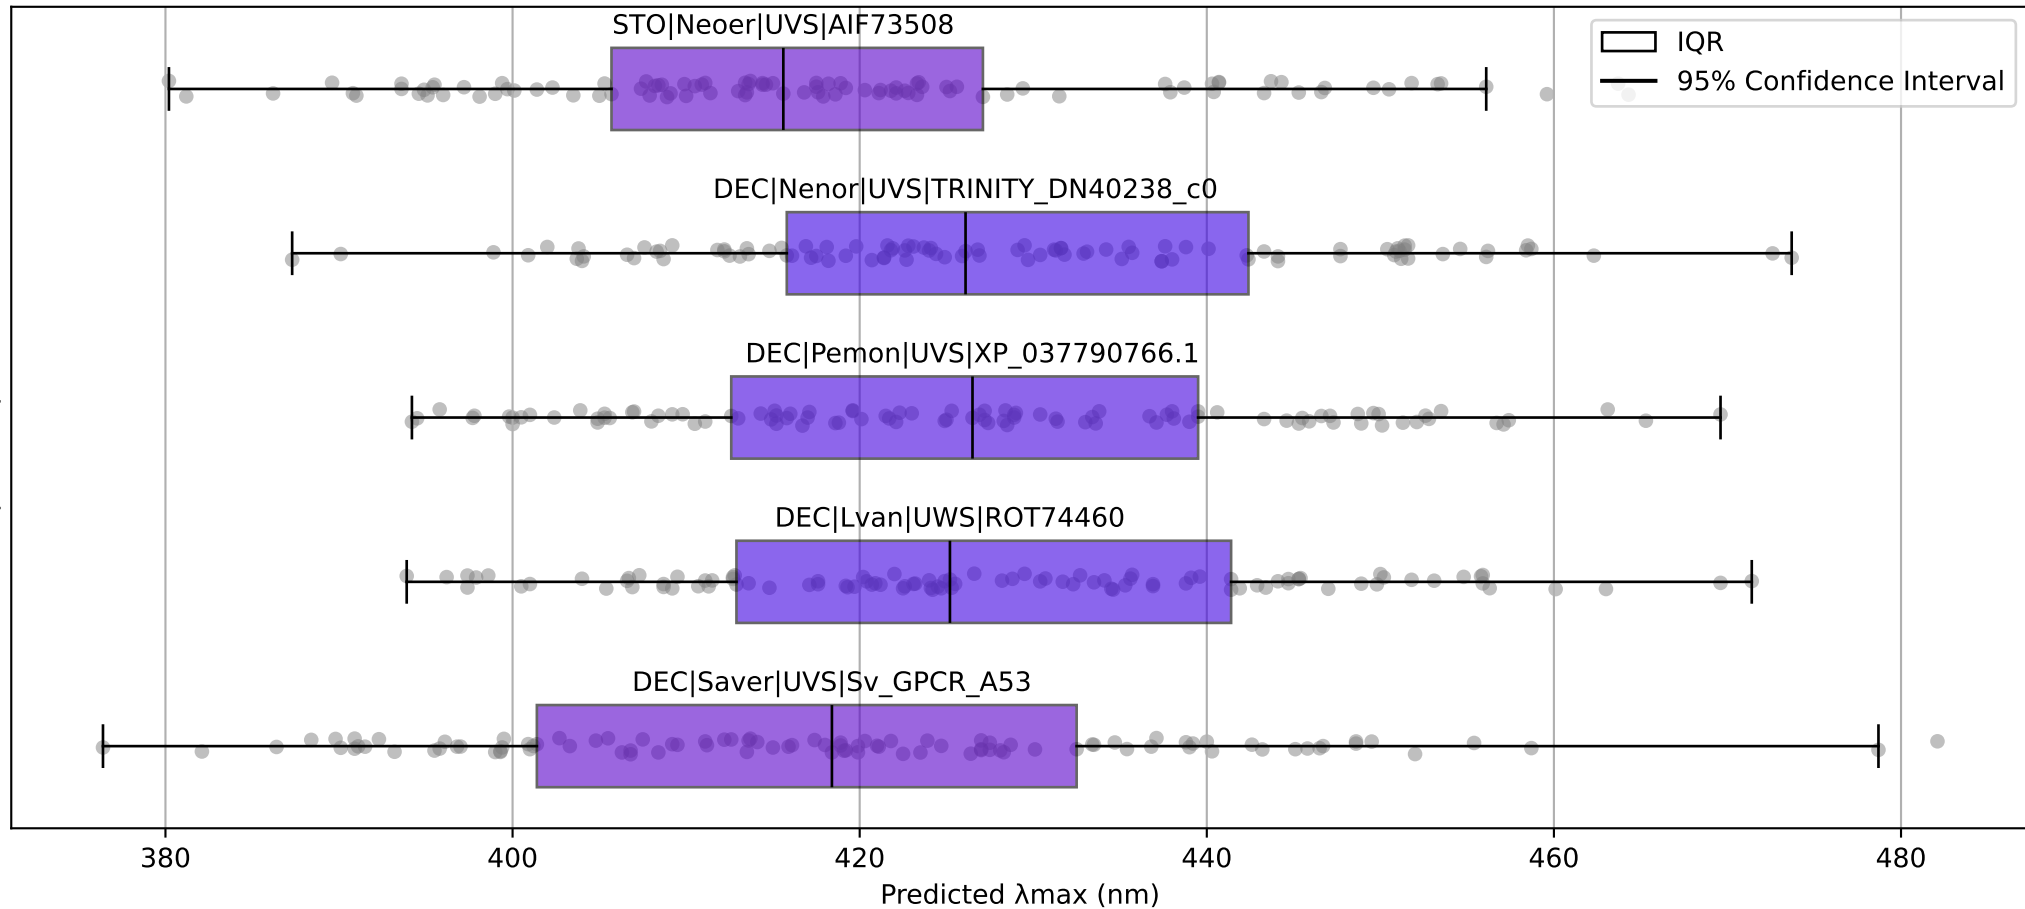 STO|Neoer|UVS|AIF73508
IQR
95% Confidence Interval
DEC|Nenor|UVS|TRINITY_DN40238_c0
DEC|Pemon|UVS|XP_037790766.1
DEC|Lvan|UWS|ROT74460
DEC|Saver|UVS|Sv_GPCR_A53
380 400 420 440 460 480
Predicted λmax (nm)